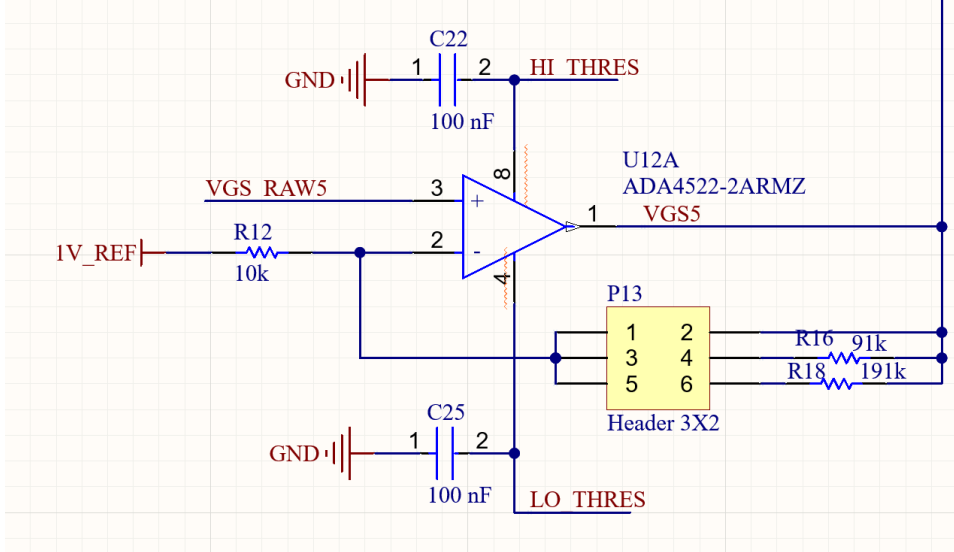 C22
GND 1 2 HI_THRES
100 nF
8
U12A
ADA4522-2ARMZ
VGS_RAW5 3 + 1 VGS5
R12
1V_REF 2 -
10k
4
P13
1 2
R16 91k
3 4
R18 191k
5 6
Header 3X2
C25
GND 1 2
100 nF
LO_THRES